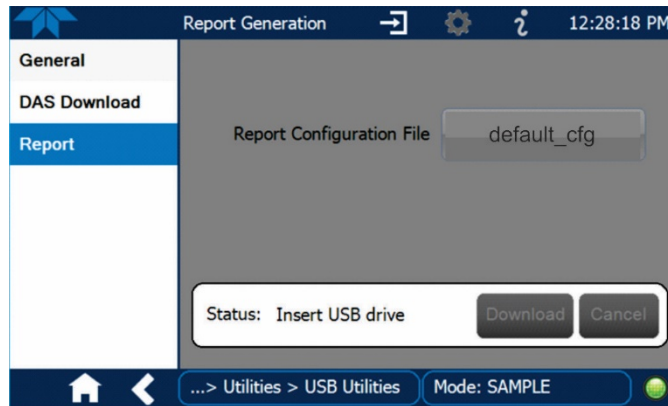 Report Generation
12:28:18 PM
General
DAS Download
Report
Report Configuration File
default_cfg
Status: Insert USB drive
Download
Cancel
...> Utilities > USB Utilities
Mode: SAMPLE